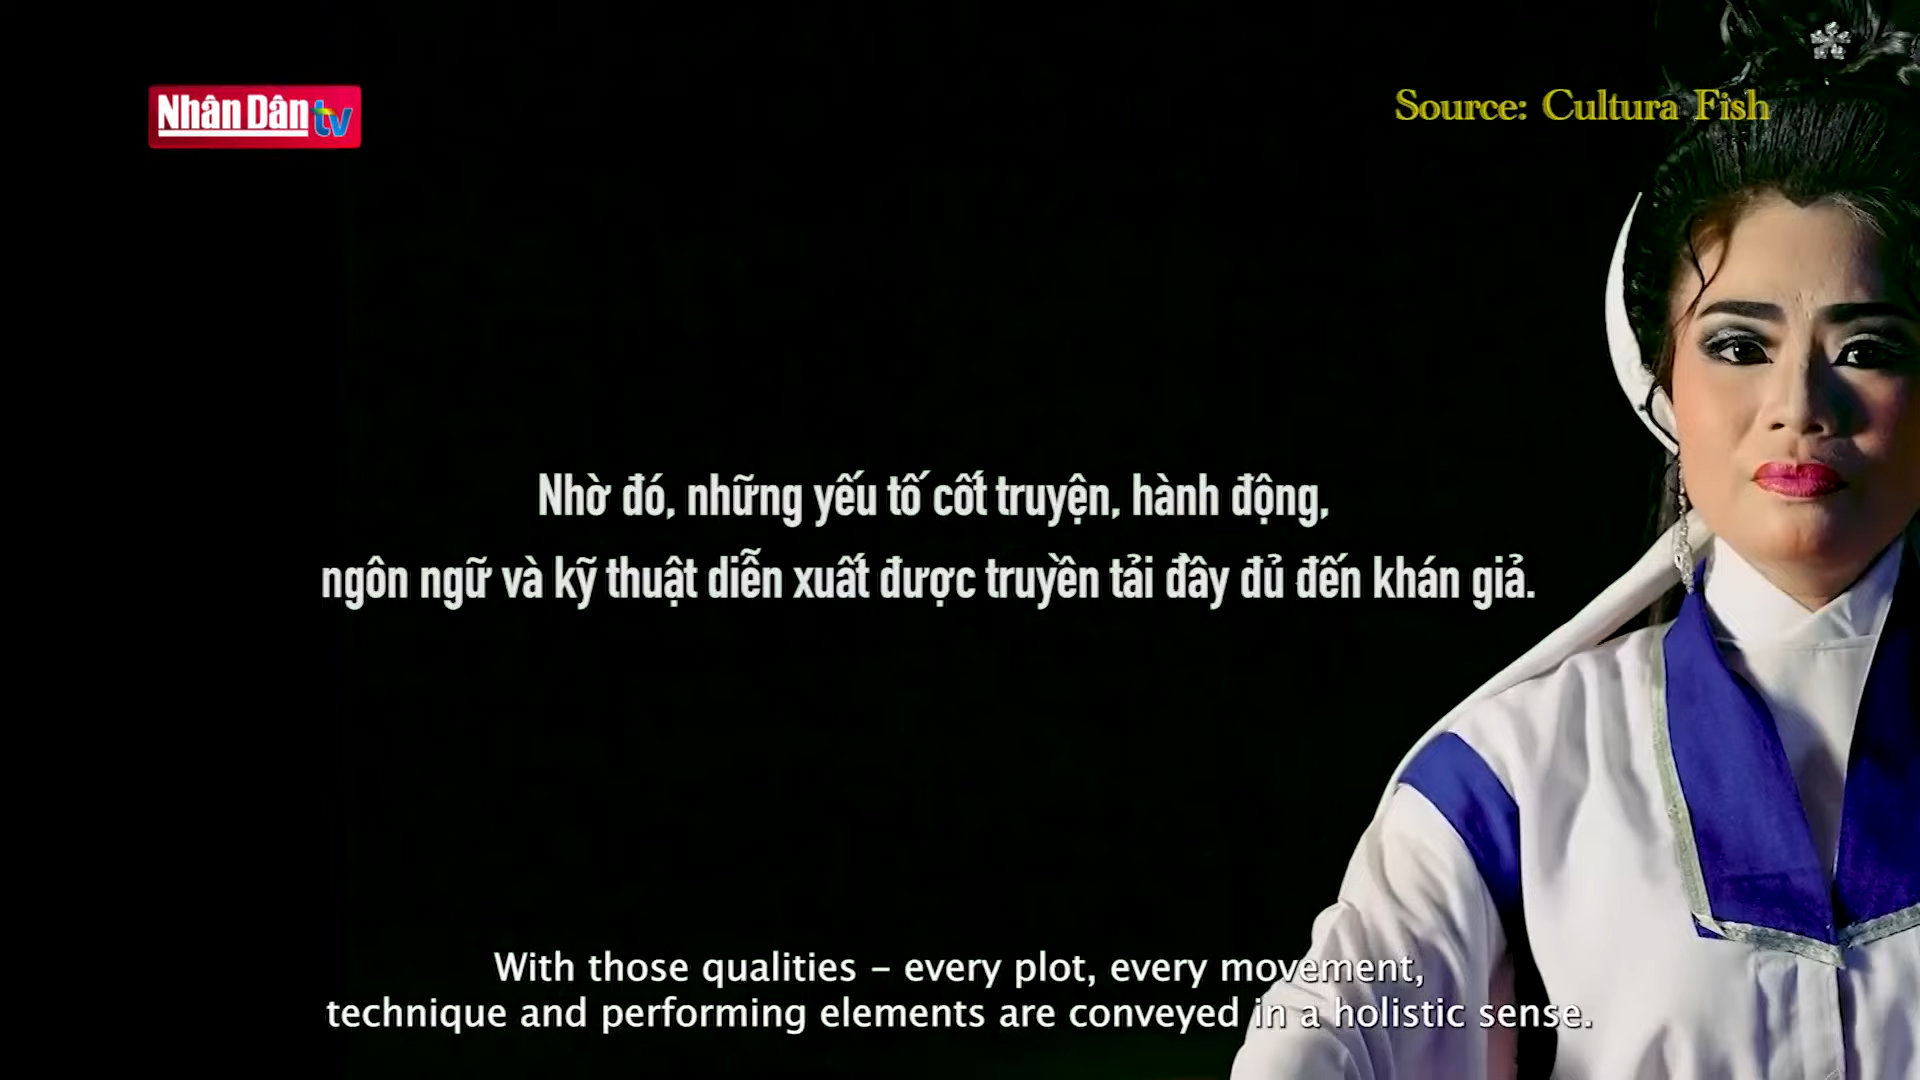 Nhân Dân tv
Source: Cultura Fish
Nhờ đó, những yếu tố cốt truyện, hành động,
ngôn ngữ và kỹ thuật diễn xuất được truyền tải đầy đủ đến khán giả.
With those qualities – every plot, every movement,
technique and performing elements are conveyed in a holistic sense.